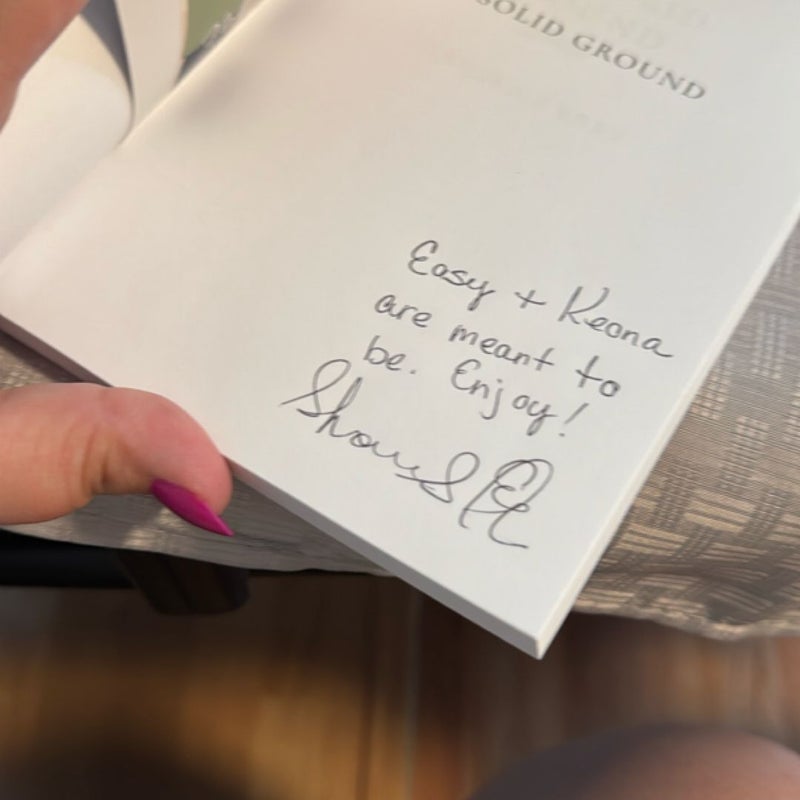 SOLID GROUND
Easy + Keona
are meant to
be. Enjoy!